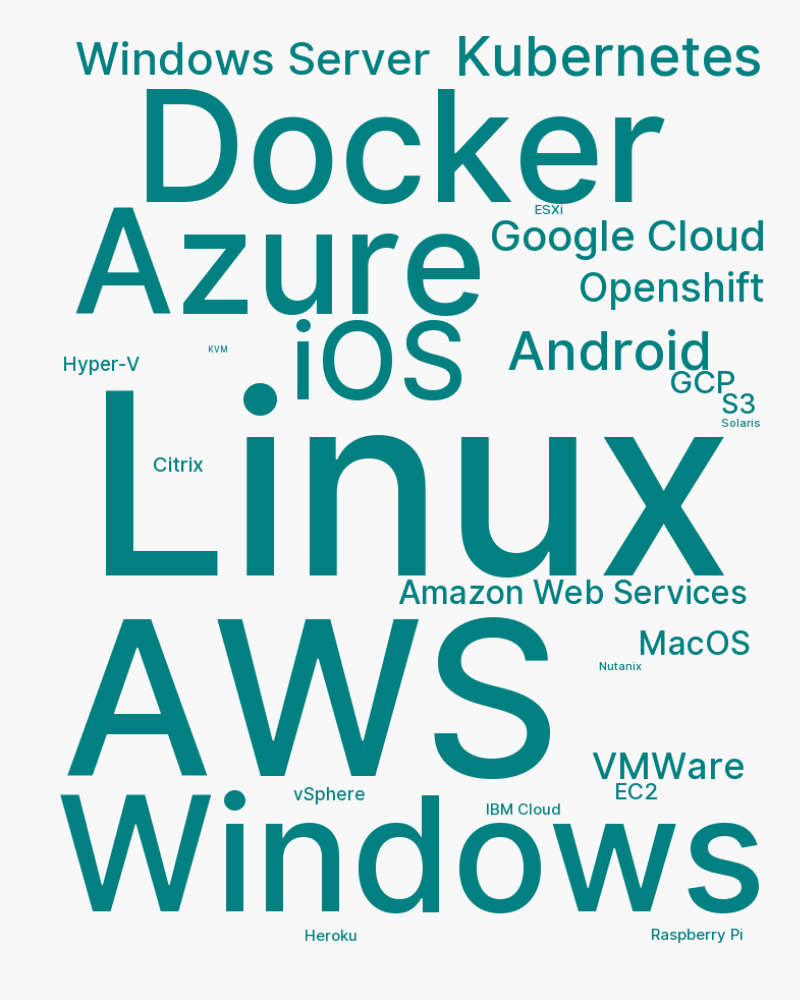 Windows Server Kubernetes
Docker
ESXi
Azure
Google Cloud
Openshift
iOS
Android
KVM
Hyper-V
GCP
S3
Solaris
Linux
Citrix
Amazon Web Services
AWS
MacOS
Nutanix
VMWare
EC2
vSphere
IBM Cloud
Windows
Heroku
Raspberry Pi